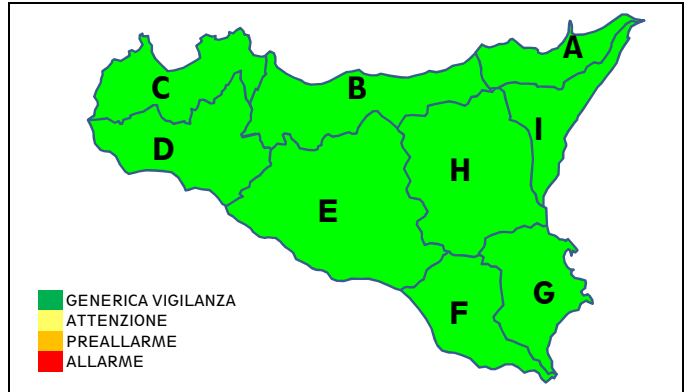 A
C
B
I
D
H
E
G
F
GENERICA VIGILANZA
ATTENZIONE
PREALLARME
ALLARME